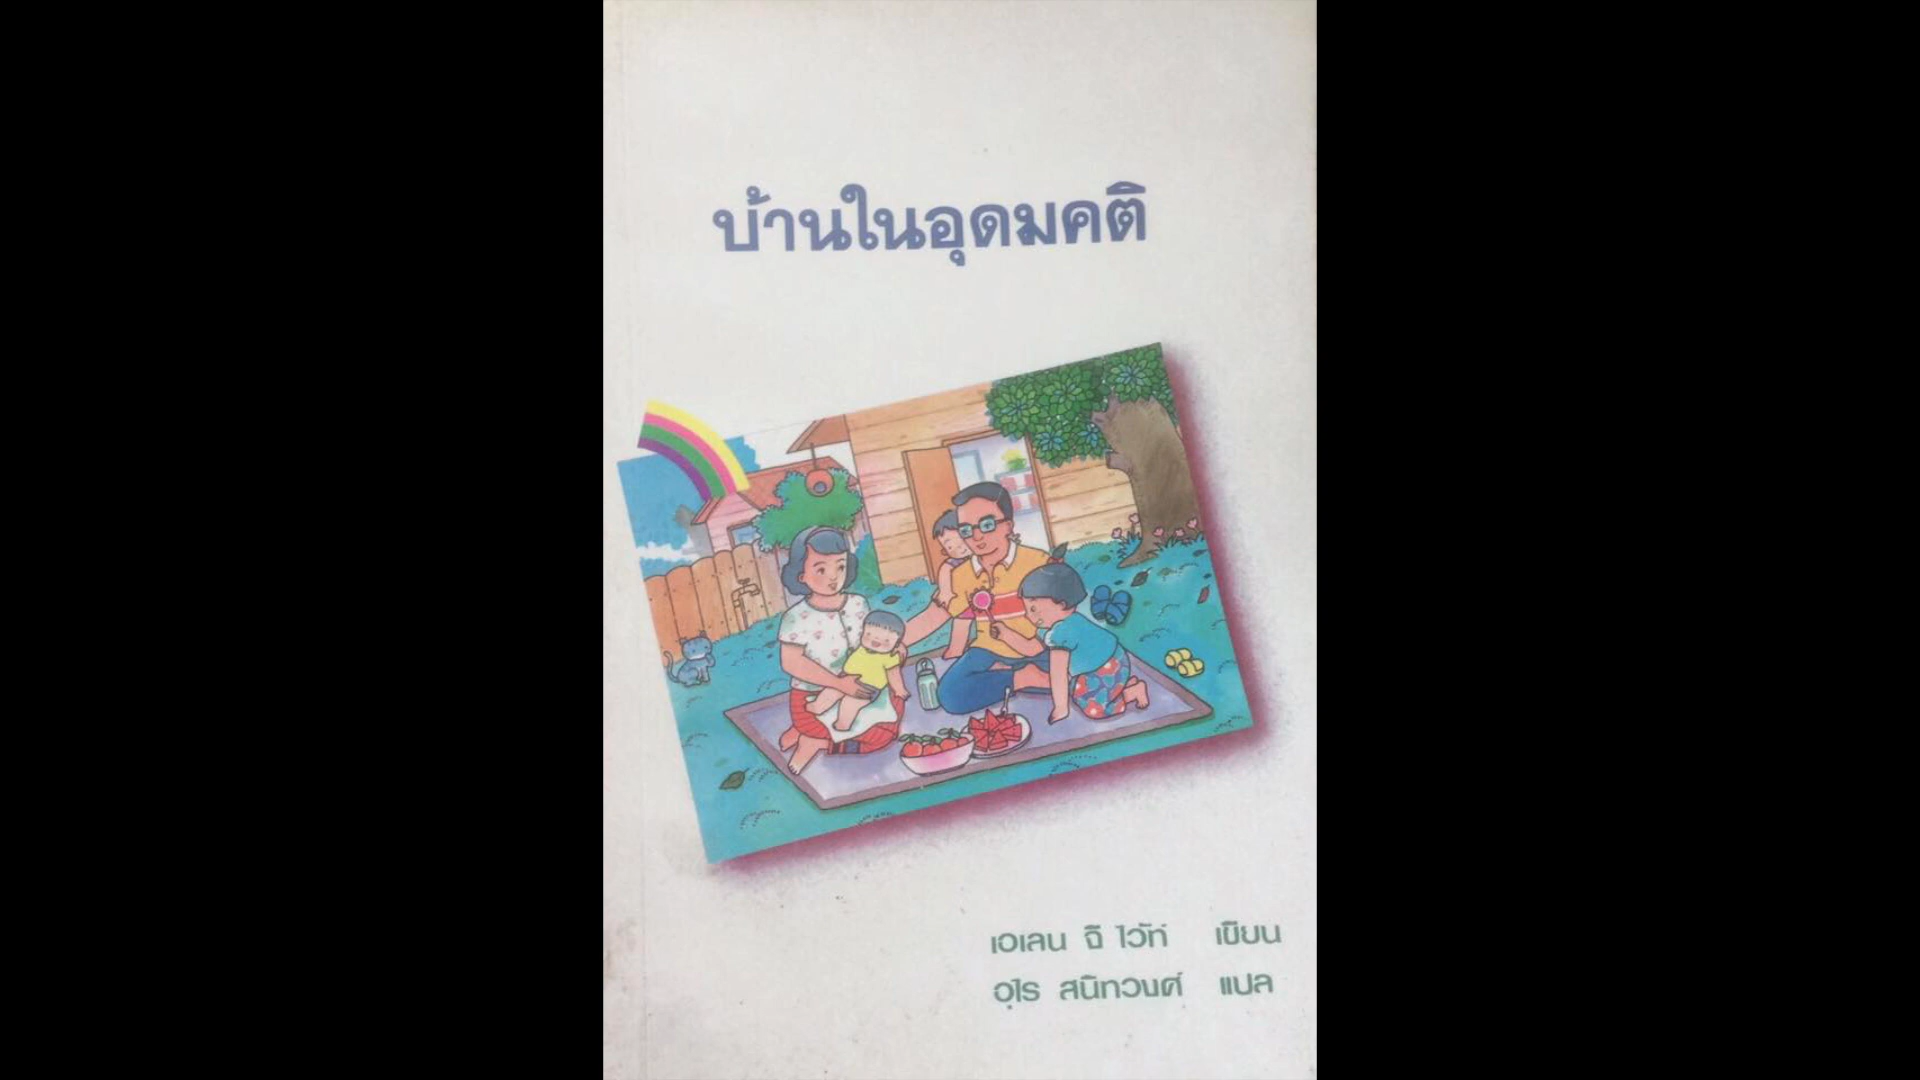 บ้านในอุดมคติ
เอเลน จี ไวท์ เขียน
อุไร สนิทวงศ์ แปล